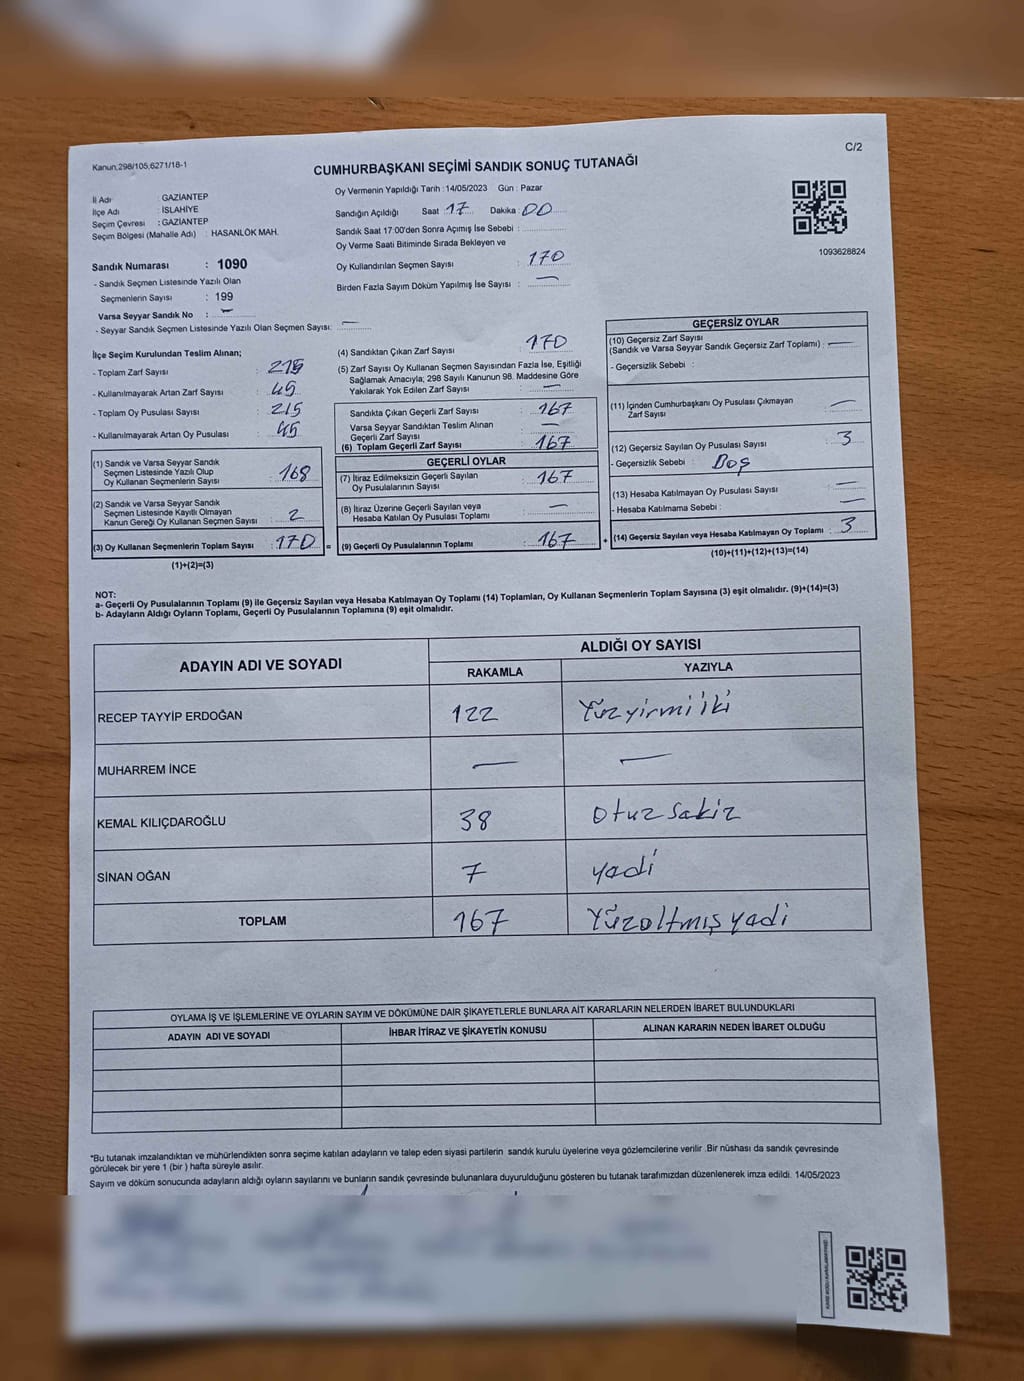 Kanun;298/105,6271/18-1
C/2
CUMHURBAŞKANI SEÇİMİ SANDIK SONUÇ TUTANAĞI
İl Adı : GAZİANTEP
İlçe Adı : İSLAHİYE
Seçim Çevresi : GAZİANTEP
Seçim Bölgesi (Mahalle Adı) : HASANLÖK MAH.
Oy Vermenin Yapıldığı Tarih : 14/05/2023 Gün : Pazar
Sandığın Açıldığı Saat 17 Dakika : 00
Sandık Saat 17:00'den Sonra Açımış İse Sebebi :
Oy Verme Saati Bitiminde Sırada Bekleyen ve
Oy Kullandırılan Seçmen Sayısı : 170
Birden Fazla Sayım Döküm Yapılmış İse Sayısı : —
1093628824
Sandık Numarası : 1090
- Sandık Seçmen Listesinde Yazılı Olan
Seçmenlerin Sayısı : 199
Varsa Seyyar Sandık No : —
- Seyyar Sandık Seçmen Listesinde Yazılı Olan Seçmen Sayısı: —
İlçe Seçim Kurulundan Teslim Alınan;
- Toplam Zarf Sayısı : 215
- Kullanılmayarak Artan Zarf Sayısı : 45
- Toplam Oy Pusulası Sayısı : 215
- Kullanılmayarak Artan Oy Pusulası : 45
(1) Sandık ve Varsa Seyyar Sandık
Seçmen Listesinde Yazılı Olup
Oy Kullanan Seçmenlerin Sayısı : 168
(2) Sandık ve Varsa Seyyar Sandık
Seçmen Listesinde Kayıtlı Olmayan
Kanun Gereği Oy Kullanan Seçmen Sayısı : 2
(3) Oy Kullanan Seçmenlerin Toplam Sayısı : 170 =
(1)+(2)=(3)
(4) Sandıktan Çıkan Zarf Sayısı : 170
(5) Zarf Sayısı Oy Kullanan Seçmen Sayısından Fazla İse, Eşitliği
Sağlamak Amacıyla; 298 Sayılı Kanunun 98. Maddesine Göre
Yakılarak Yok Edilen Zarf Sayısı : —
Sandıkta Çıkan Geçerli Zarf Sayısı : 167
Varsa Seyyar Sandıktan Teslim Alınan
Geçerli Zarf Sayısı : —
(6) Toplam Geçerli Zarf Sayısı : 167
GEÇERLİ OYLAR
(7) İtiraz Edilmeksizin Geçerli Sayılan
Oy Pusulalarının Sayısı : 167
(8) İtiraz Üzerine Geçerli Sayılan veya
Hesaba Katılan Oy Pusulası Toplamı : —
(9) Geçerli Oy Pusulalarının Toplamı : 167 +
GEÇERSİZ OYLAR
(10) Geçersiz Zarf Sayısı
(Sandık ve Varsa Seyyar Sandık Geçersiz Zarf Toplamı) : —
- Geçersizlik Sebebi :
(11) İçinden Cumhurbaşkanı Oy Pusulası Çıkmayan
Zarf Sayısı : —
(12) Geçersiz Sayılan Oy Pusulası Sayısı : 3
- Geçersizlik Sebebi : Boş
(13) Hesaba Katılmayan Oy Pusulası Sayısı : —
- Hesaba Katılmama Sebebi : —
(14) Geçersiz Sayılan veya Hesaba Katılmayan Oy Toplamı : 3
(10)+(11)+(12)+(13)=(14)
NOT:
a- Geçerli Oy Pusulalarının Toplamı (9) ile Geçersiz Sayılan veya Hesaba Katılmayan Oy Toplamı (14) Toplamları, Oy Kullanan Seçmenlerin Toplam Sayısına (3) eşit olmalıdır. (9)+(14)=(3)
b- Adayların Aldığı Oyların Toplamı, Geçerli Oy Pusulalarının Toplamına (9) eşit olmalıdır.
ADAYIN ADI VE SOYADI
ALDIĞI OY SAYISI
RAKAMLA YAZIYLA
RECEP TAYYİP ERDOĞAN 122 Yüzyirmiiki
MUHARREM İNCE — —
KEMAL KILIÇDAROĞLU 38 otuzsakiz
SİNAN OĞAN 7 yadi
TOPLAM 167 Yüzaltmışyadi
OYLAMA İŞ VE İŞLEMLERİNE VE OYLARIN SAYIM VE DÖKÜMÜNE DAİR ŞİKAYETLERLE BUNLARA AİT KARARLARIN NELERDEN İBARET BULUNDUKLARI
ADAYIN ADI VE SOYADI İHBAR İTİRAZ VE ŞİKAYETİN KONUSU ALINAN KARARIN NEDEN İBARET OLDUĞU
*Bu tutanak imzalandıktan ve mühürlendikten sonra seçime katılan adayların ve talep eden siyasi partilerin sandık kurulu üyelerine veya gözlemcilerine verilir .Bir nüshası da sandık çevresinde
görülecek bir yere 1 (bir ) hafta süreyle asılır.
Sayım ve döküm sonucunda adayların aldığı oyların sayılarını ve bunların sandık çevresinde bulunanlara duyurulduğunu gösteren bu tutanak tarafımızdan düzenlenerek imza edildi. 14/05/2023